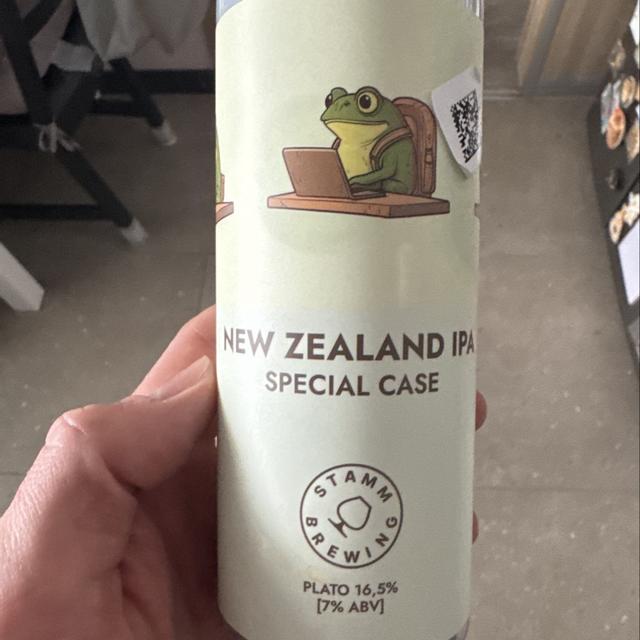 NEW ZEALAND IPA
SPECIAL CASE
STAMM
BREWING
PLATO 16,5%
[7% ABV]